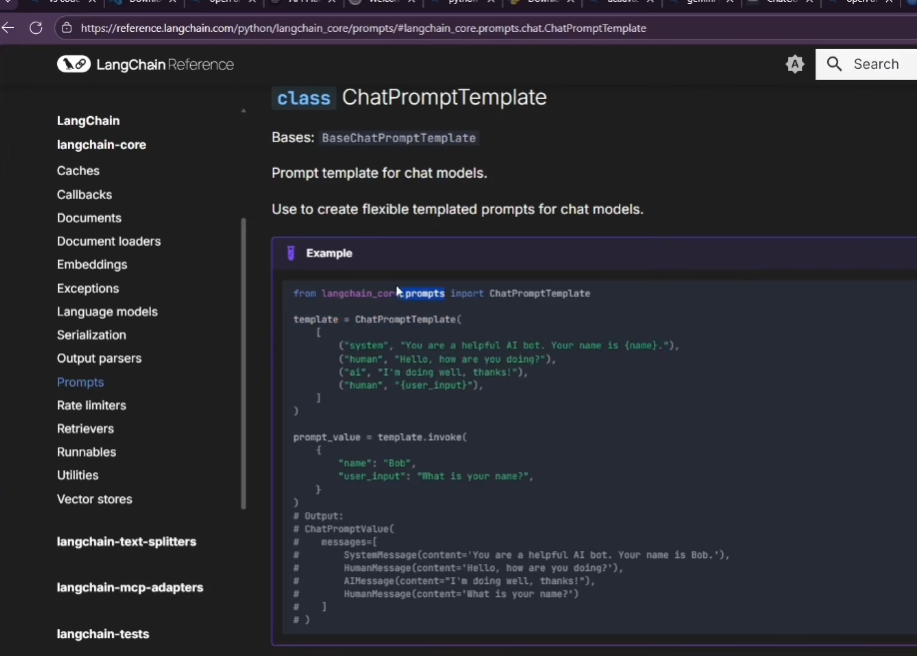 https://reference.langchain.com/python/langchain_core/prompts/#langchain_core.prompts.chat.ChatPromptTemplate
LangChain Reference
Search
LangChain
langchain-core
Caches
Callbacks
Documents
Document loaders
Embeddings
Exceptions
Language models
Serialization
Output parsers
Prompts
Rate limiters
Retrievers
Runnables
Utilities
Vector stores
langchain-text-splitters
langchain-mcp-adapters
langchain-tests
class ChatPromptTemplate
Bases: BaseChatPromptTemplate
Prompt template for chat models.
Use to create flexible templated prompts for chat models.
Example
from langchain_core.prompts import ChatPromptTemplate
template = ChatPromptTemplate(
[
("system", "You are a helpful AI bot. Your name is {name}."),
("human", "Hello, how are you doing?"),
("ai", "I'm doing well, thanks!"),
("human", "{user_input}"),
]
)
prompt_value = template.invoke(
{
"name": "Bob",
"user_input": "What is your name?",
}
)
# Output:
# ChatPromptValue(
# messages=[
# SystemMessage(content='You are a helpful AI bot. Your name is Bob.'),
# HumanMessage(content='Hello, how are you doing?'),
# AIMessage(content="I'm doing well, thanks!"),
# HumanMessage(content='What is your name?')
# ]
# )